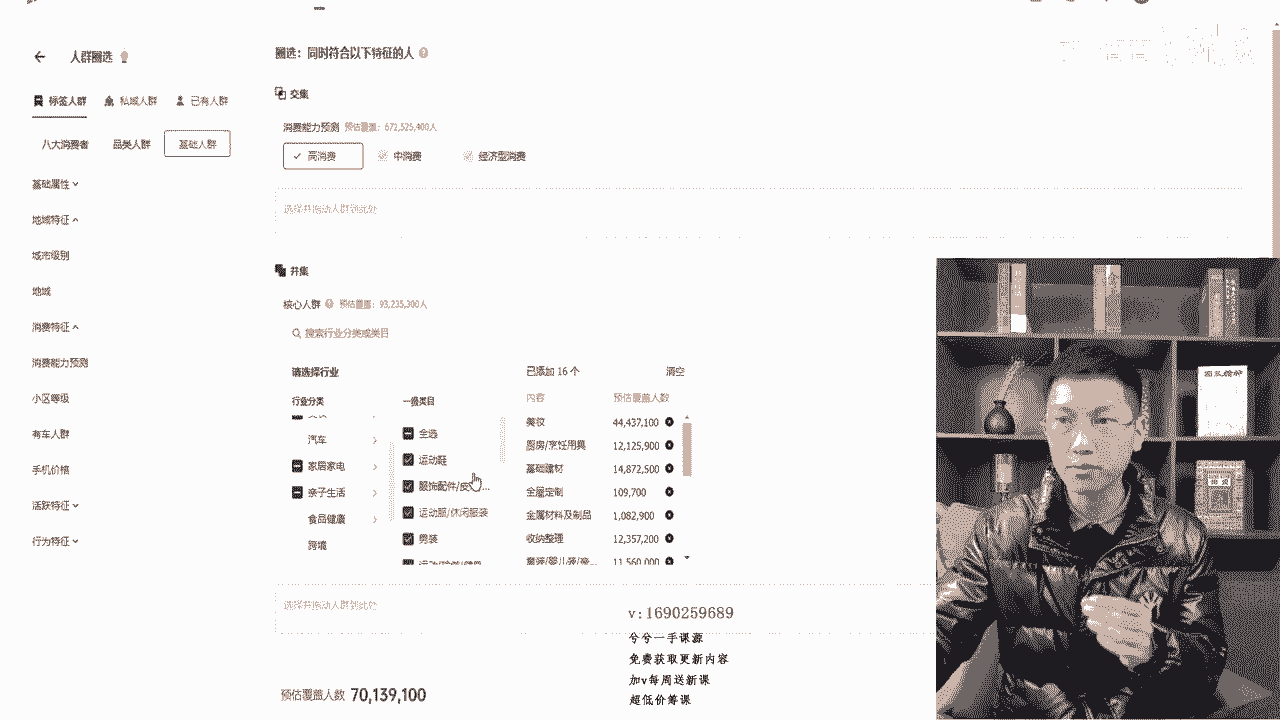 人群圈选
圈选：同时符合以下特征的人
标签人群 私域人群 已有人群
交集
消费能力预测 预估覆盖：671,525,400人
八大消费者 品类人群 基础人群
高消费 中消费 经济型消费
基础属性
选择并拖动人群到此处
地域特征
城市级别
并集
地域
核心人群 预估覆盖：93,235,300人
消费特征
搜索行业分类或类目
消费能力预测
请选择行业 已添加 16 个 清空
小区等级
行业分类 一级类目 内容 预估覆盖人数
美妆 44,437,100
有车人群
汽车 全选
厨房/烹饪用具 12,125,900
家居家电 运动鞋
手机价格
基础建材 14,872,500
亲子生活 服饰配件/皮...
全屋定制 109,700
活跃特征
食品健康 运动服/休闲服装
金属材料及制品 1,082,900
行为特征
跨境 男装
收纳整理 12,357,200
11,560,000
选择并拖动人群到此处
v:1690259689
兮兮一手课源
免费获取更新内容
加v每周送新课
超低价筹课
预估覆盖人数 70,139,100